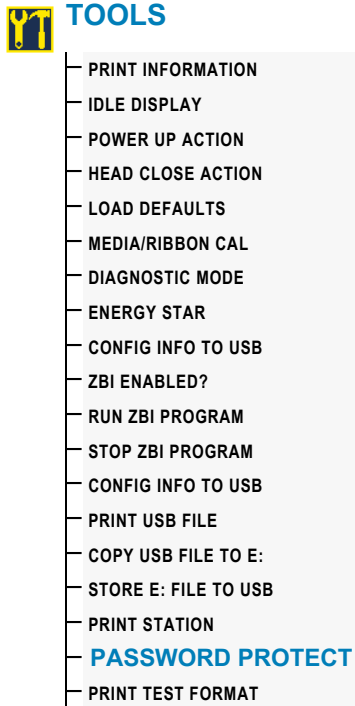 TOOLS
PRINT INFORMATION
IDLE DISPLAY
POWER UP ACTION
HEAD CLOSE ACTION
LOAD DEFAULTS
MEDIA/RIBBON CAL
DIAGNOSTIC MODE
ENERGY STAR
CONFIG INFO TO USB
ZBI ENABLED?
RUN ZBI PROGRAM
STOP ZBI PROGRAM
CONFIG INFO TO USB
PRINT USB FILE
COPY USB FILE TO E:
STORE E: FILE TO USB
PRINT STATION
PASSWORD PROTECT
PRINT TEST FORMAT